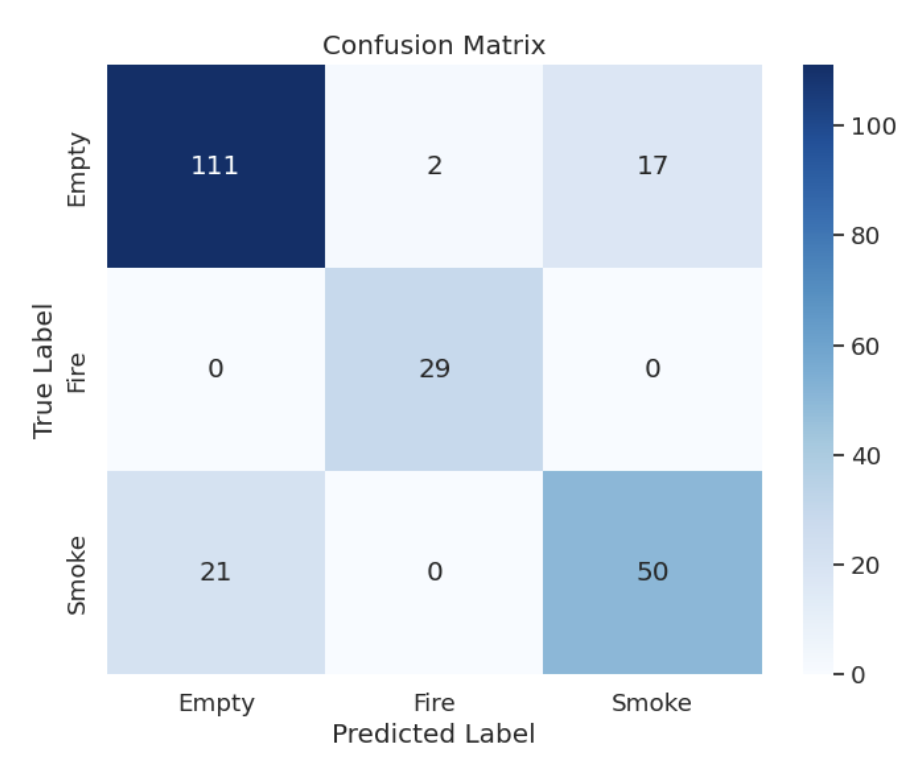 Confusion Matrix
Empty
111
2
17
Fire
0
29
0
Smoke
21
0
50
True Label
Empty
Fire
Smoke
Predicted Label
100
80
60
40
20
0